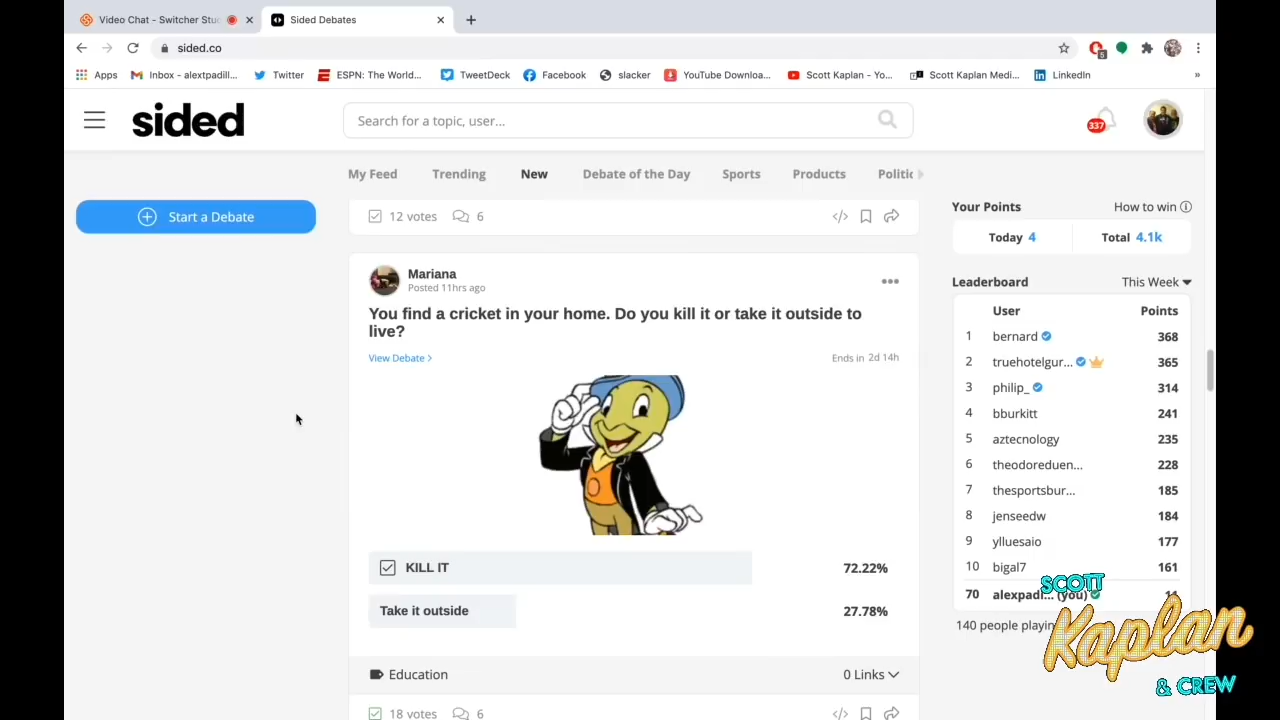 Video Chat - Switcher Stu
Sided Debates
sided.co
5
Apps
Inbox - alextpadill...
Twitter
ESPN: The World...
TweetDeck
Facebook
slacker
YouTube Downloa...
Scott Kaplan - Yo...
Scott Kaplan Medi...
LinkedIn
»
sided
Search for a topic, user...
337
My Feed
Trending
New
Debate of the Day
Sports
Products
Politic
Start a Debate
12 votes
6
Mariana
Posted 11hrs ago
You find a cricket in your home. Do you kill it or take it outside to
live?
View Debate >
Ends in 2d 14h
KILL IT
72.22%
Take it outside
27.78%
Education
0 Links
18 votes
6
Your Points
How to win
Today 4
Total 4.1k
Leaderboard
This Week
User Points
1 bernard 368
2 truehotelgur... 365
3 philip_ 314
4 bburkitt 241
5 aztecnology 235
6 theodoreduen... 228
7 thesportsbur... 185
8 jenseedw 184
9 ylluesaio 177
10 bigal7 161
70 alexpadi... (you)
140 people playin
SCOTT
Kaplan
& CREW